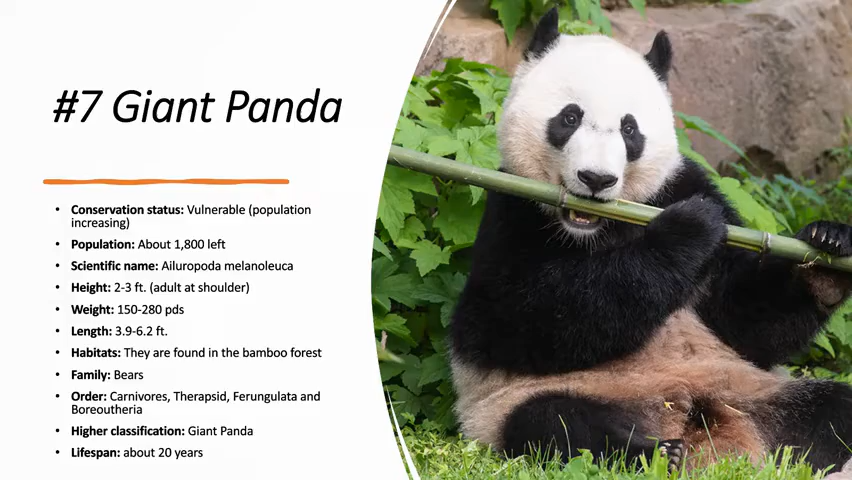 #7 Giant Panda
• Conservation status: Vulnerable (population
increasing)
• Population: About 1,800 left
• Scientific name: Ailuropoda melanoleuca
• Height: 2-3 ft. (adult at shoulder)
• Weight: 150-280 pds
• Length: 3.9-6.2 ft.
• Habitats: They are found in the bamboo forest
• Family: Bears
• Order: Carnivores, Therapsid, Ferungulata and
Boreoutheria
• Higher classification: Giant Panda
• Lifespan: about 20 years